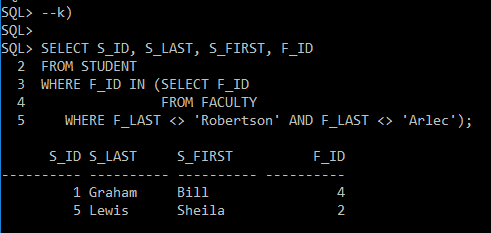 SQL> --k)
SQL>
SQL> SELECT S_ID, S_LAST, S_FIRST, F_ID
  2  FROM STUDENT
  3  WHERE F_ID IN (SELECT F_ID
  4                 FROM FACULTY
  5     WHERE F_LAST <> 'Robertson' AND F_LAST <> 'Arlec');
      S_ID S_LAST     S_FIRST          F_ID
---------- ---------- ---------- ----------
         1 Graham     Bill                4
         5 Lewis      Sheila              2